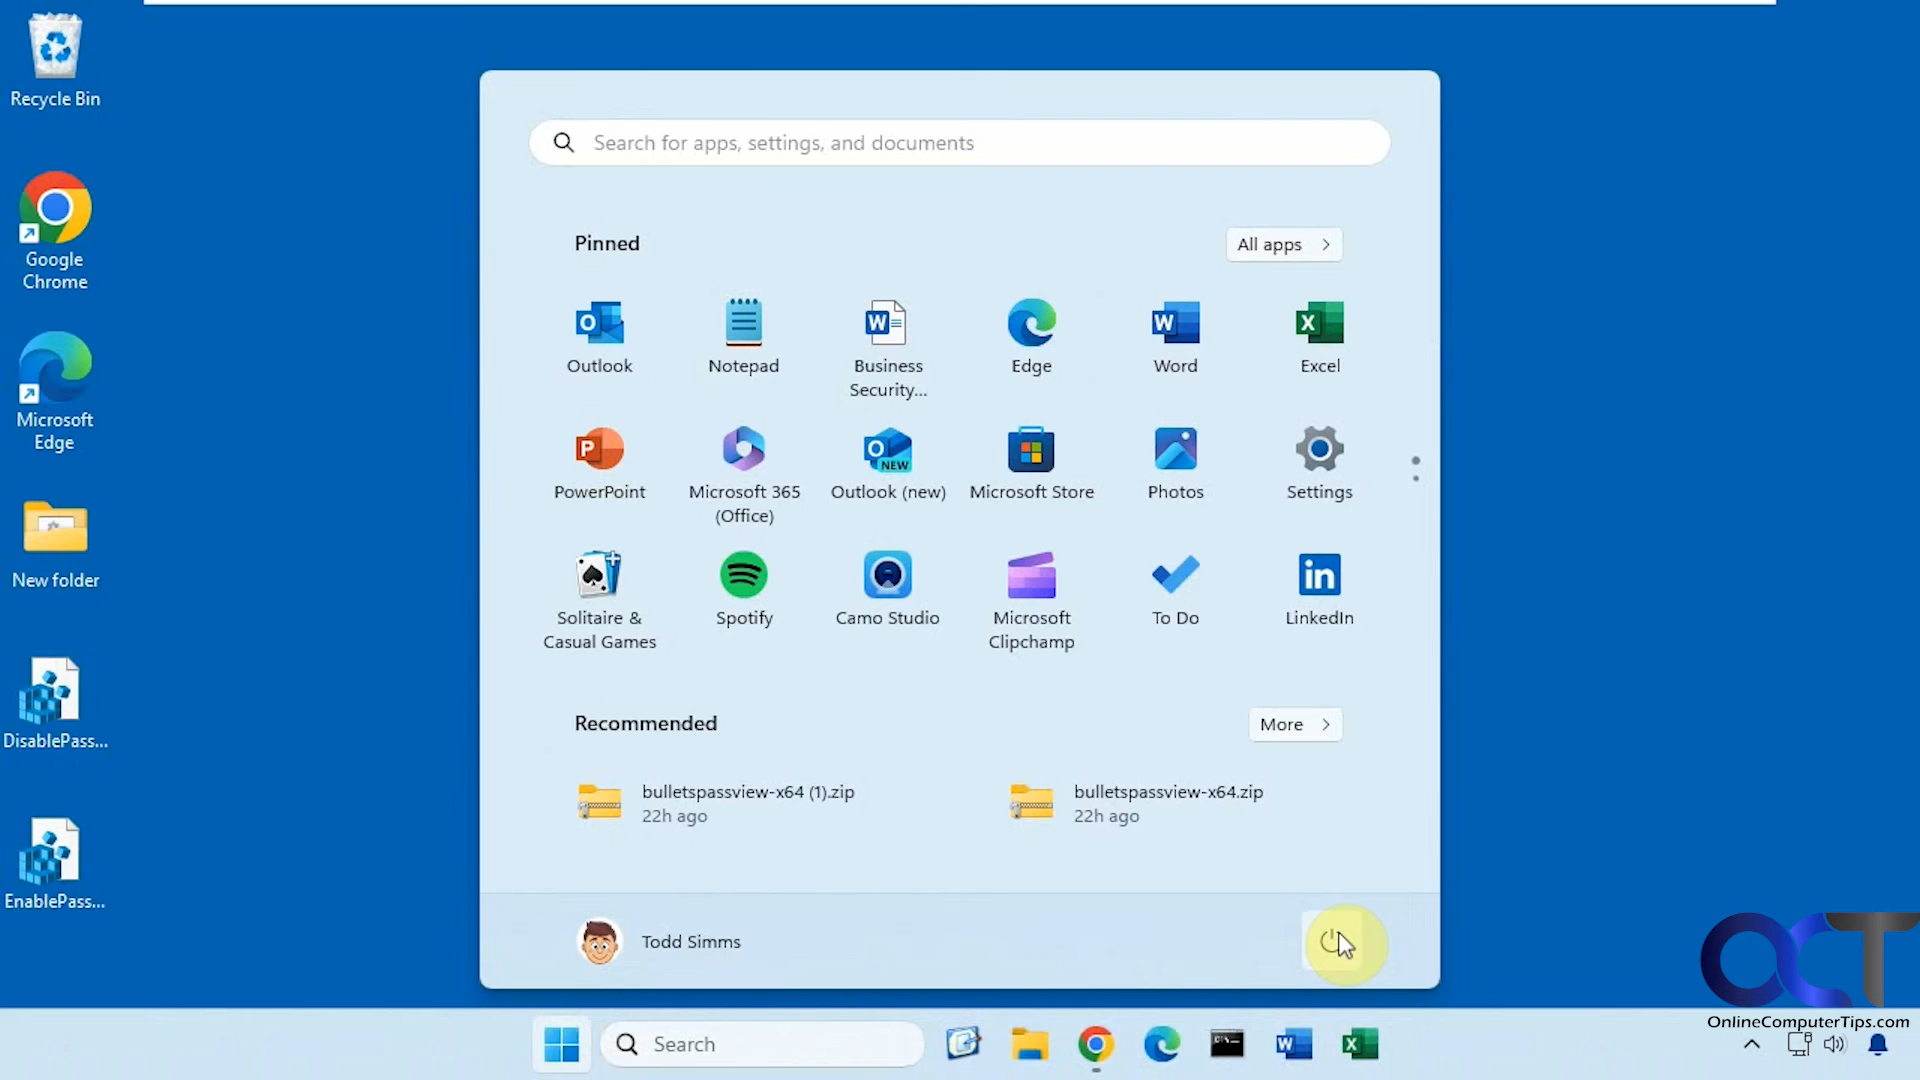 Recycle Bin
Google
Chrome
Microsoft
Edge
New folder
DisablePass...
EnablePass...
Search for apps, settings, and documents
Pinned
All apps
Outlook
Notepad
Business
Security...
Edge
Word
Excel
PowerPoint
Microsoft 365
(Office)
Outlook (new)
NEW
Microsoft Store
Photos
Settings
Solitaire &
Casual Games
Spotify
Camo Studio
Microsoft
Clipchamp
To Do
LinkedIn
Recommended
More
bulletspassview-x64 (1).zip
22h ago
bulletspassview-x64.zip
22h ago
Todd Simms
OCT
OnlineComputerTips.com
Search